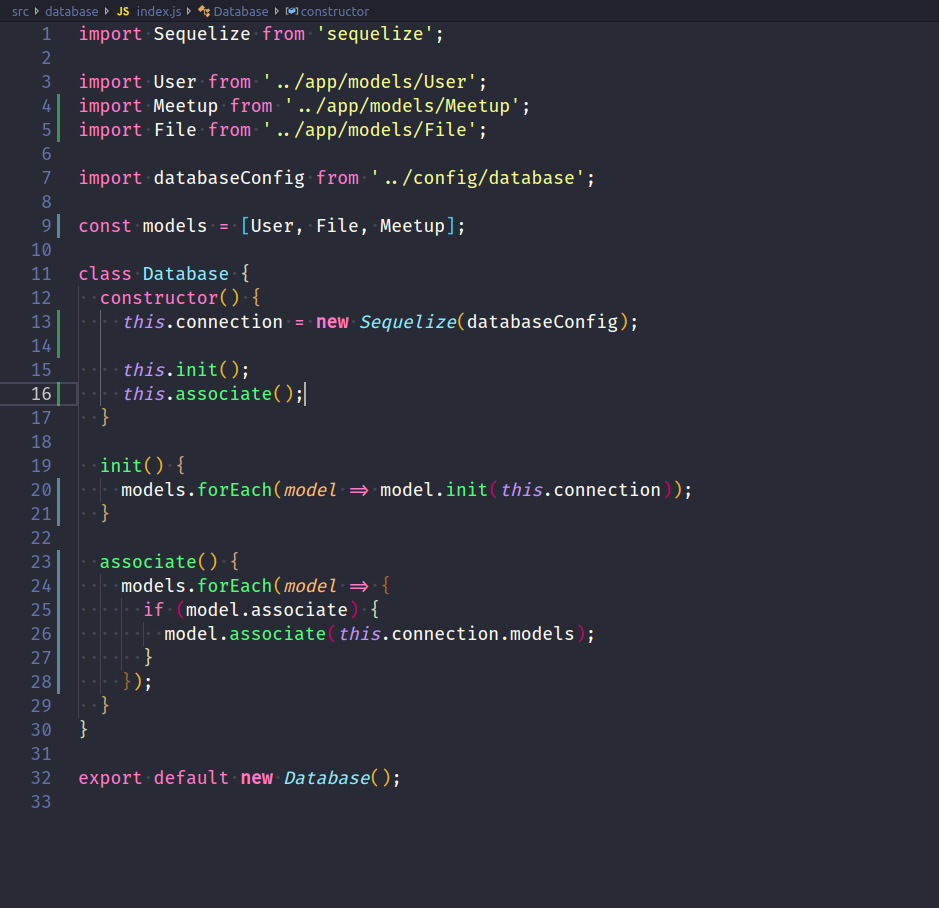 src › database › JS index.js › Database › constructor
1 import Sequelize from 'sequelize';
2
3 import User from '../app/models/User';
4 import Meetup from '../app/models/Meetup';
5 import File from '../app/models/File';
6
7 import databaseConfig from '../config/database';
8
9 const models = [User, File, Meetup];
10
11 class Database {
12   constructor() {
13     this.connection = new Sequelize(databaseConfig);
14
15     this.init();
16     this.associate();
17   }
18
19   init() {
20     models.forEach(model => model.init(this.connection));
21   }
22
23   associate() {
24     models.forEach(model => {
25       if (model.associate) {
26         model.associate(this.connection.models);
27       }
28     });
29   }
30 }
31
32 export default new Database();
33